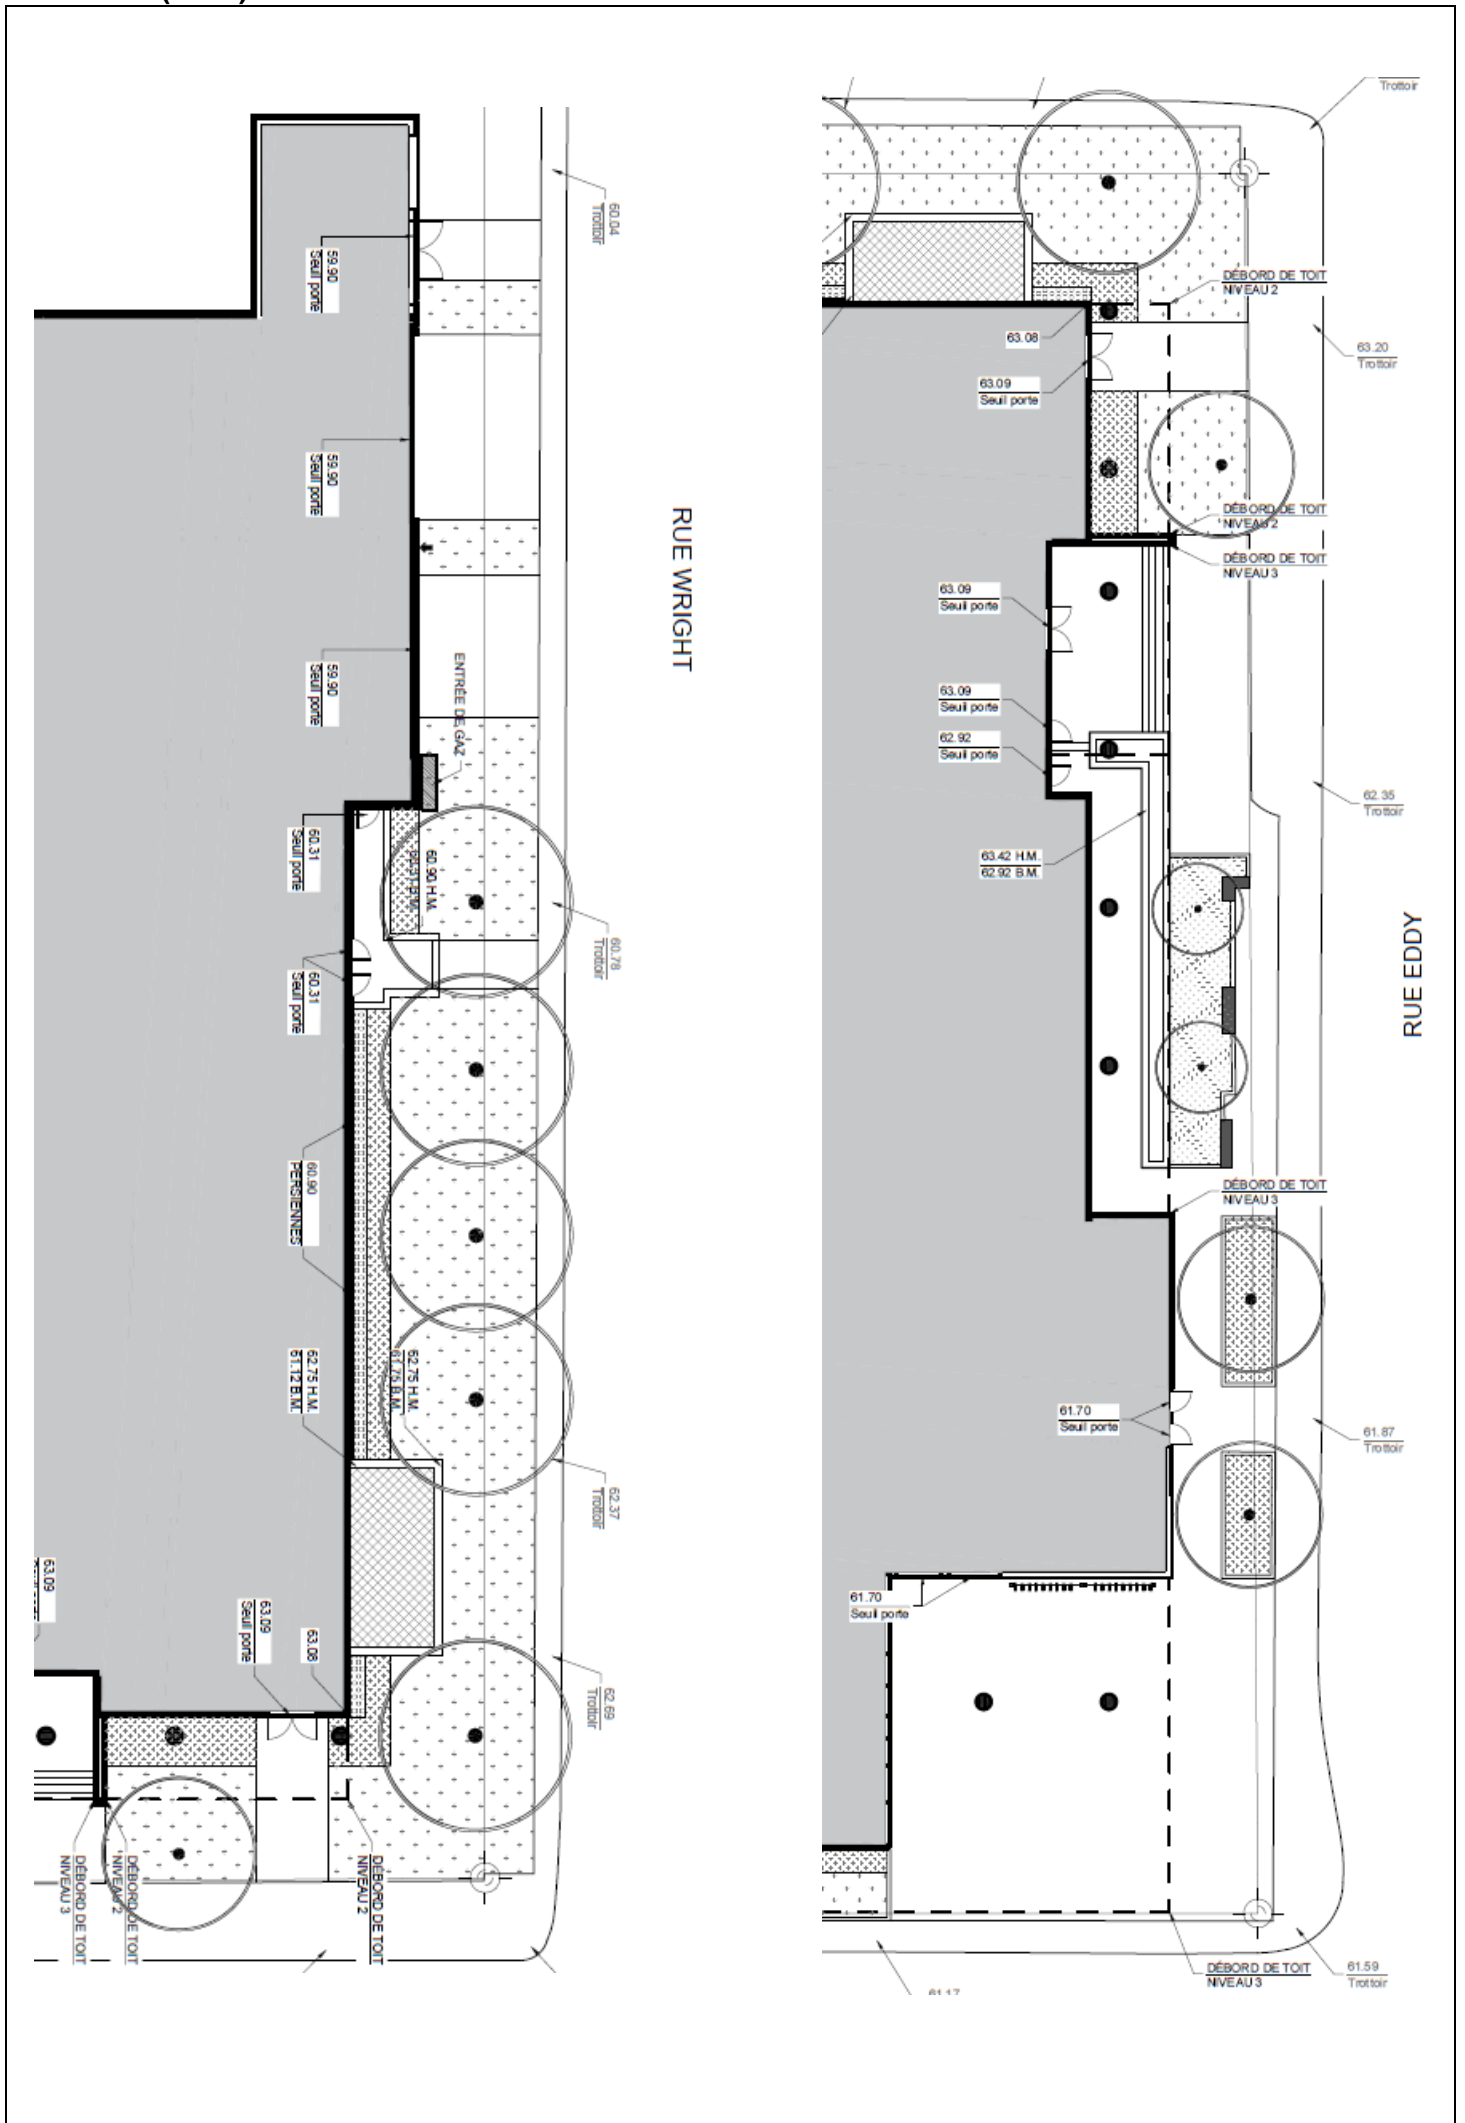 60.04
Trottoir
59.90
Seuil porte
59.90
Seuil porte
RUE WRIGHT
59.90
Seuil porte
ENTRÉE DE GAZ
60.31
Seuil porte
60.90 H.M.
60.78
Trottoir
60.31
Seuil porte
60.90
PERSIENNES
62.75 H.M.
61.12 B.M.
62.75 H.M.
61.75 B.M.
62.37
Trottoir
63.09
63.09
Seuil porte
63.08
62.69
Trottoir
DÉBORD DE TOIT
NIVEAU 3
DÉBORD DE TOIT
NIVEAU 2
DÉBORD DE TOIT
NIVEAU 2
Trottoir
DÉBORD DE TOIT
NIVEAU 2
63.08
63.20
Trottoir
63.09
Seuil porte
DÉBORD DE TOIT
NIVEAU 2
DÉBORD DE TOIT
NIVEAU 3
63.09
Seuil porte
63.09
Seuil porte
62.92
Seuil porte
62.35
Trottoir
63.42 H.M.
62.92 B.M.
RUE EDDY
DÉBORD DE TOIT
NIVEAU 3
61.70
Seuil porte
61.87
Trottoir
61.70
Seuil porte
DÉBORD DE TOIT
NIVEAU 3
61.59
Trottoir
61.17